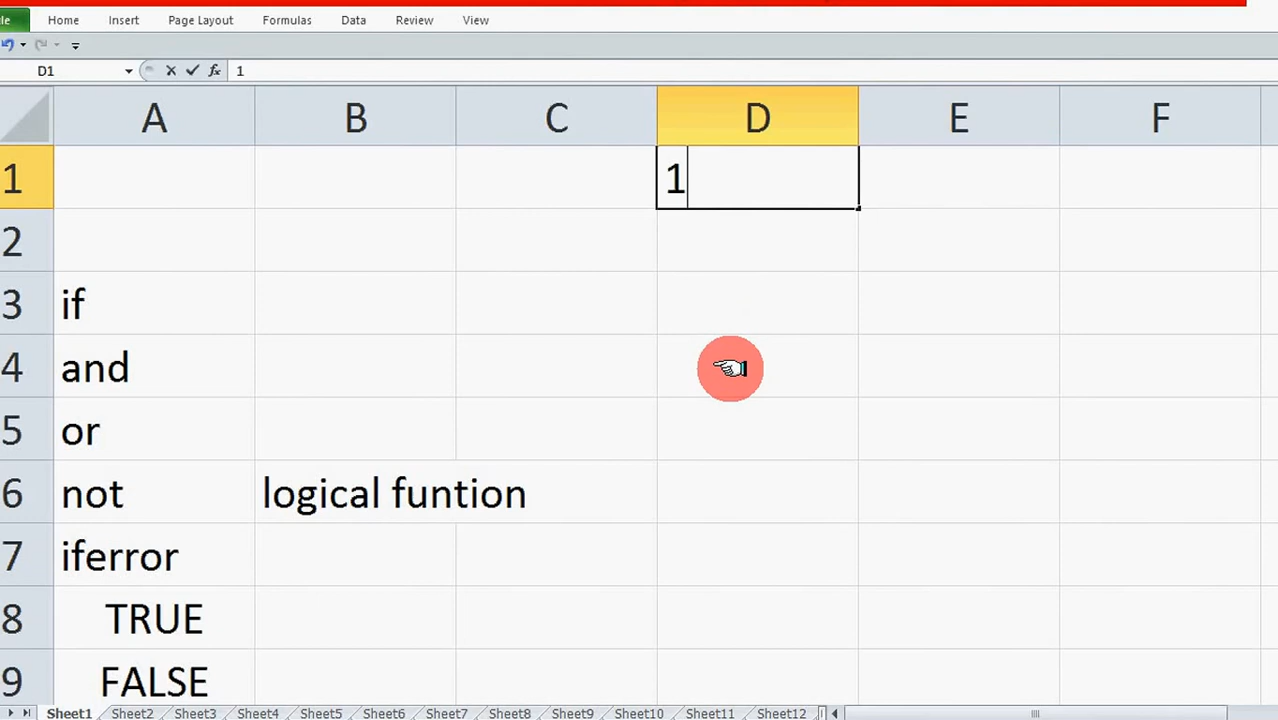 le Home Insert Page Layout Formulas Data Review View
D1 fx 1
A B C D E F
1 1
2
3 if
4 and
5 or
6 not logical funtion
7 iferror
8 TRUE
9 FALSE
Sheet1 Sheet2 Sheet3 Sheet4 Sheet5 Sheet6 Sheet7 Sheet8 Sheet9 Sheet10 Sheet11 Sheet12